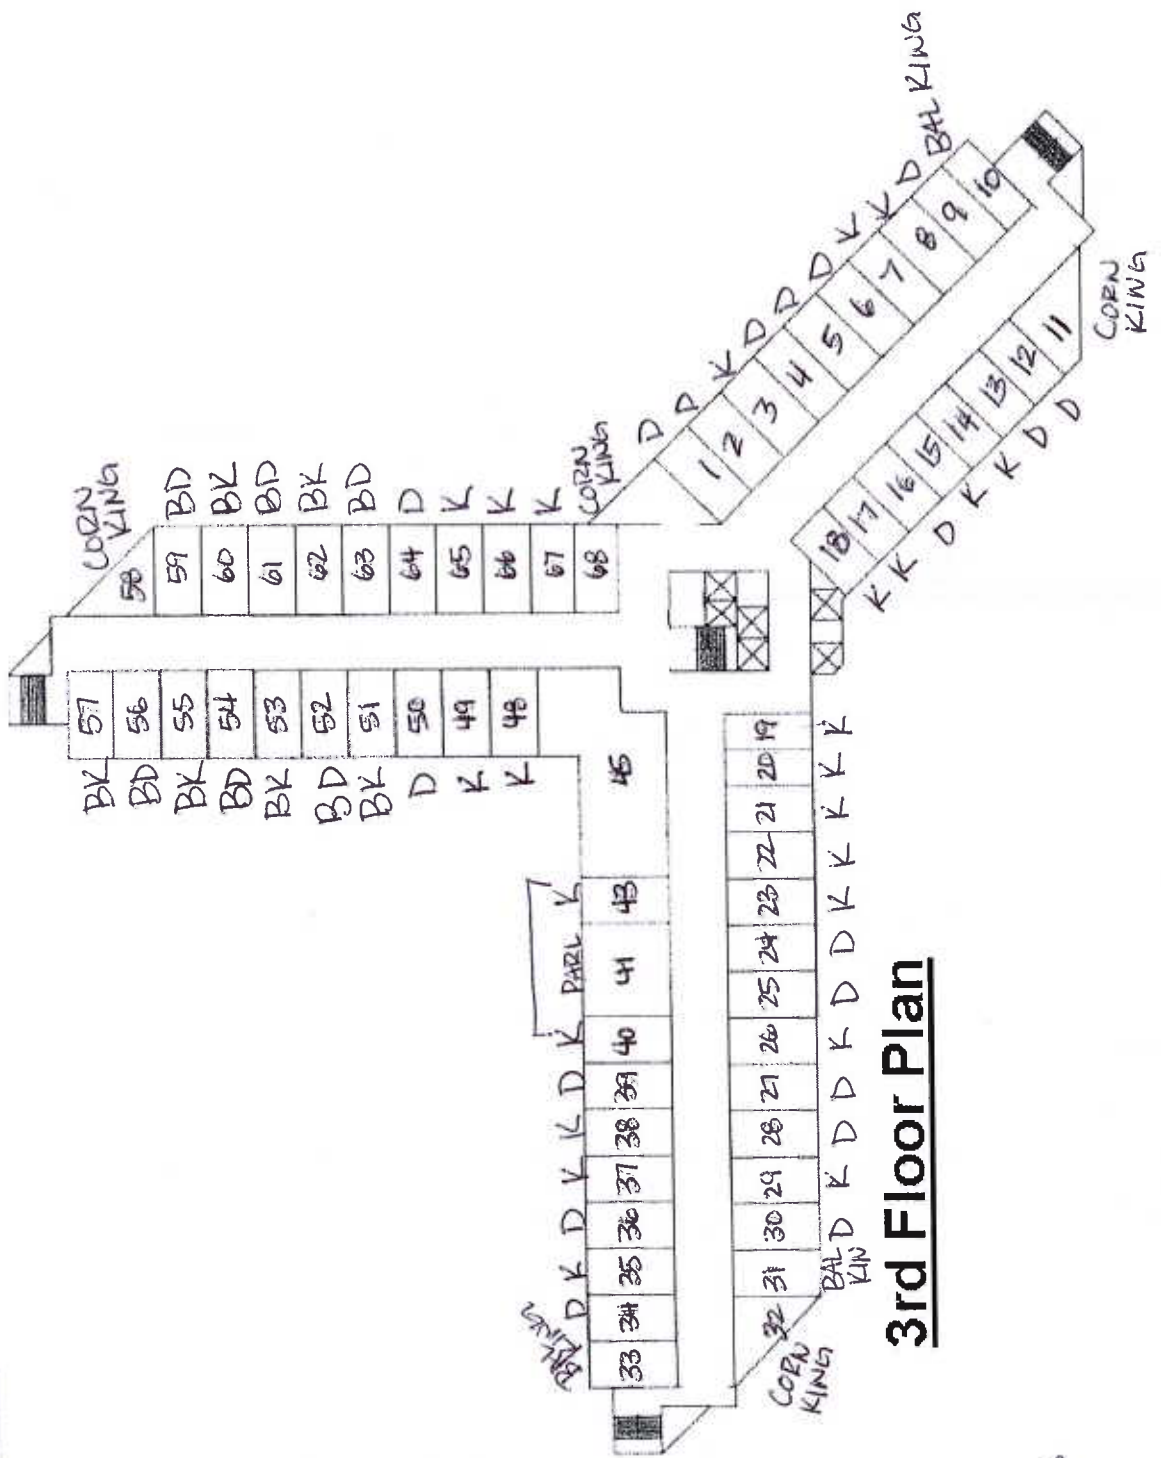 CORN
KING
BD
BK
BD
BK
BD
D
K
K
K
CORN
KING
58
59
60
61
62
63
64
65
66
67
68
57
56
55
54
53
52
51
50
49
48
BK
BD
BK
BD
BK
BD
BK
D
K
K
D
D
K
D
D
D
K
K
D
BAL KING
1
2
3
4
5
6
7
8
9
10
18
17
16
15
14
13
12
11
K
K
D
K
K
D
D
CORN
KING
D K D K K D K PARL K
33 34 35 36 37 38 39 40 41 43 45
32 31 30 29 28 27 26 25 24 23 22 21 20 19
CORN
KING
BAL
KIN
D K D D K D D K K K K K
3rd Floor Plan